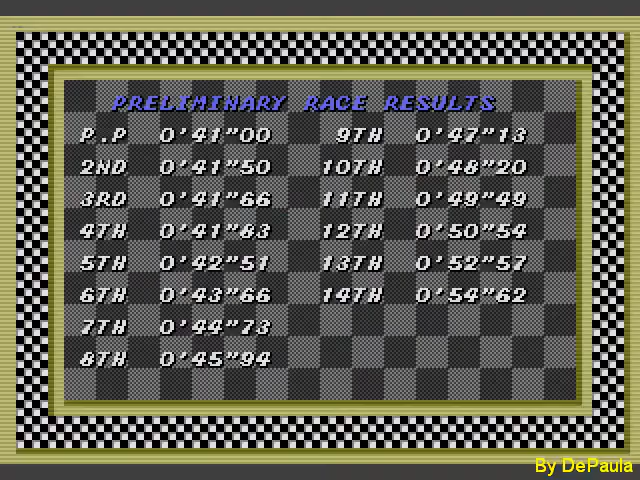 PRELIMINARY RACE RESULTS
P.P 0'41"00 9TH 0'47"13
2ND 0'41"50 10TH 0'48"20
3RD 0'41"66 11TH 0'49"49
4TH 0'41"83 12TH 0'50"54
5TH 0'42"51 13TH 0'52"57
6TH 0'43"66 14TH 0'54"62
7TH 0'44"73
8TH 0'45"94
By DePaula